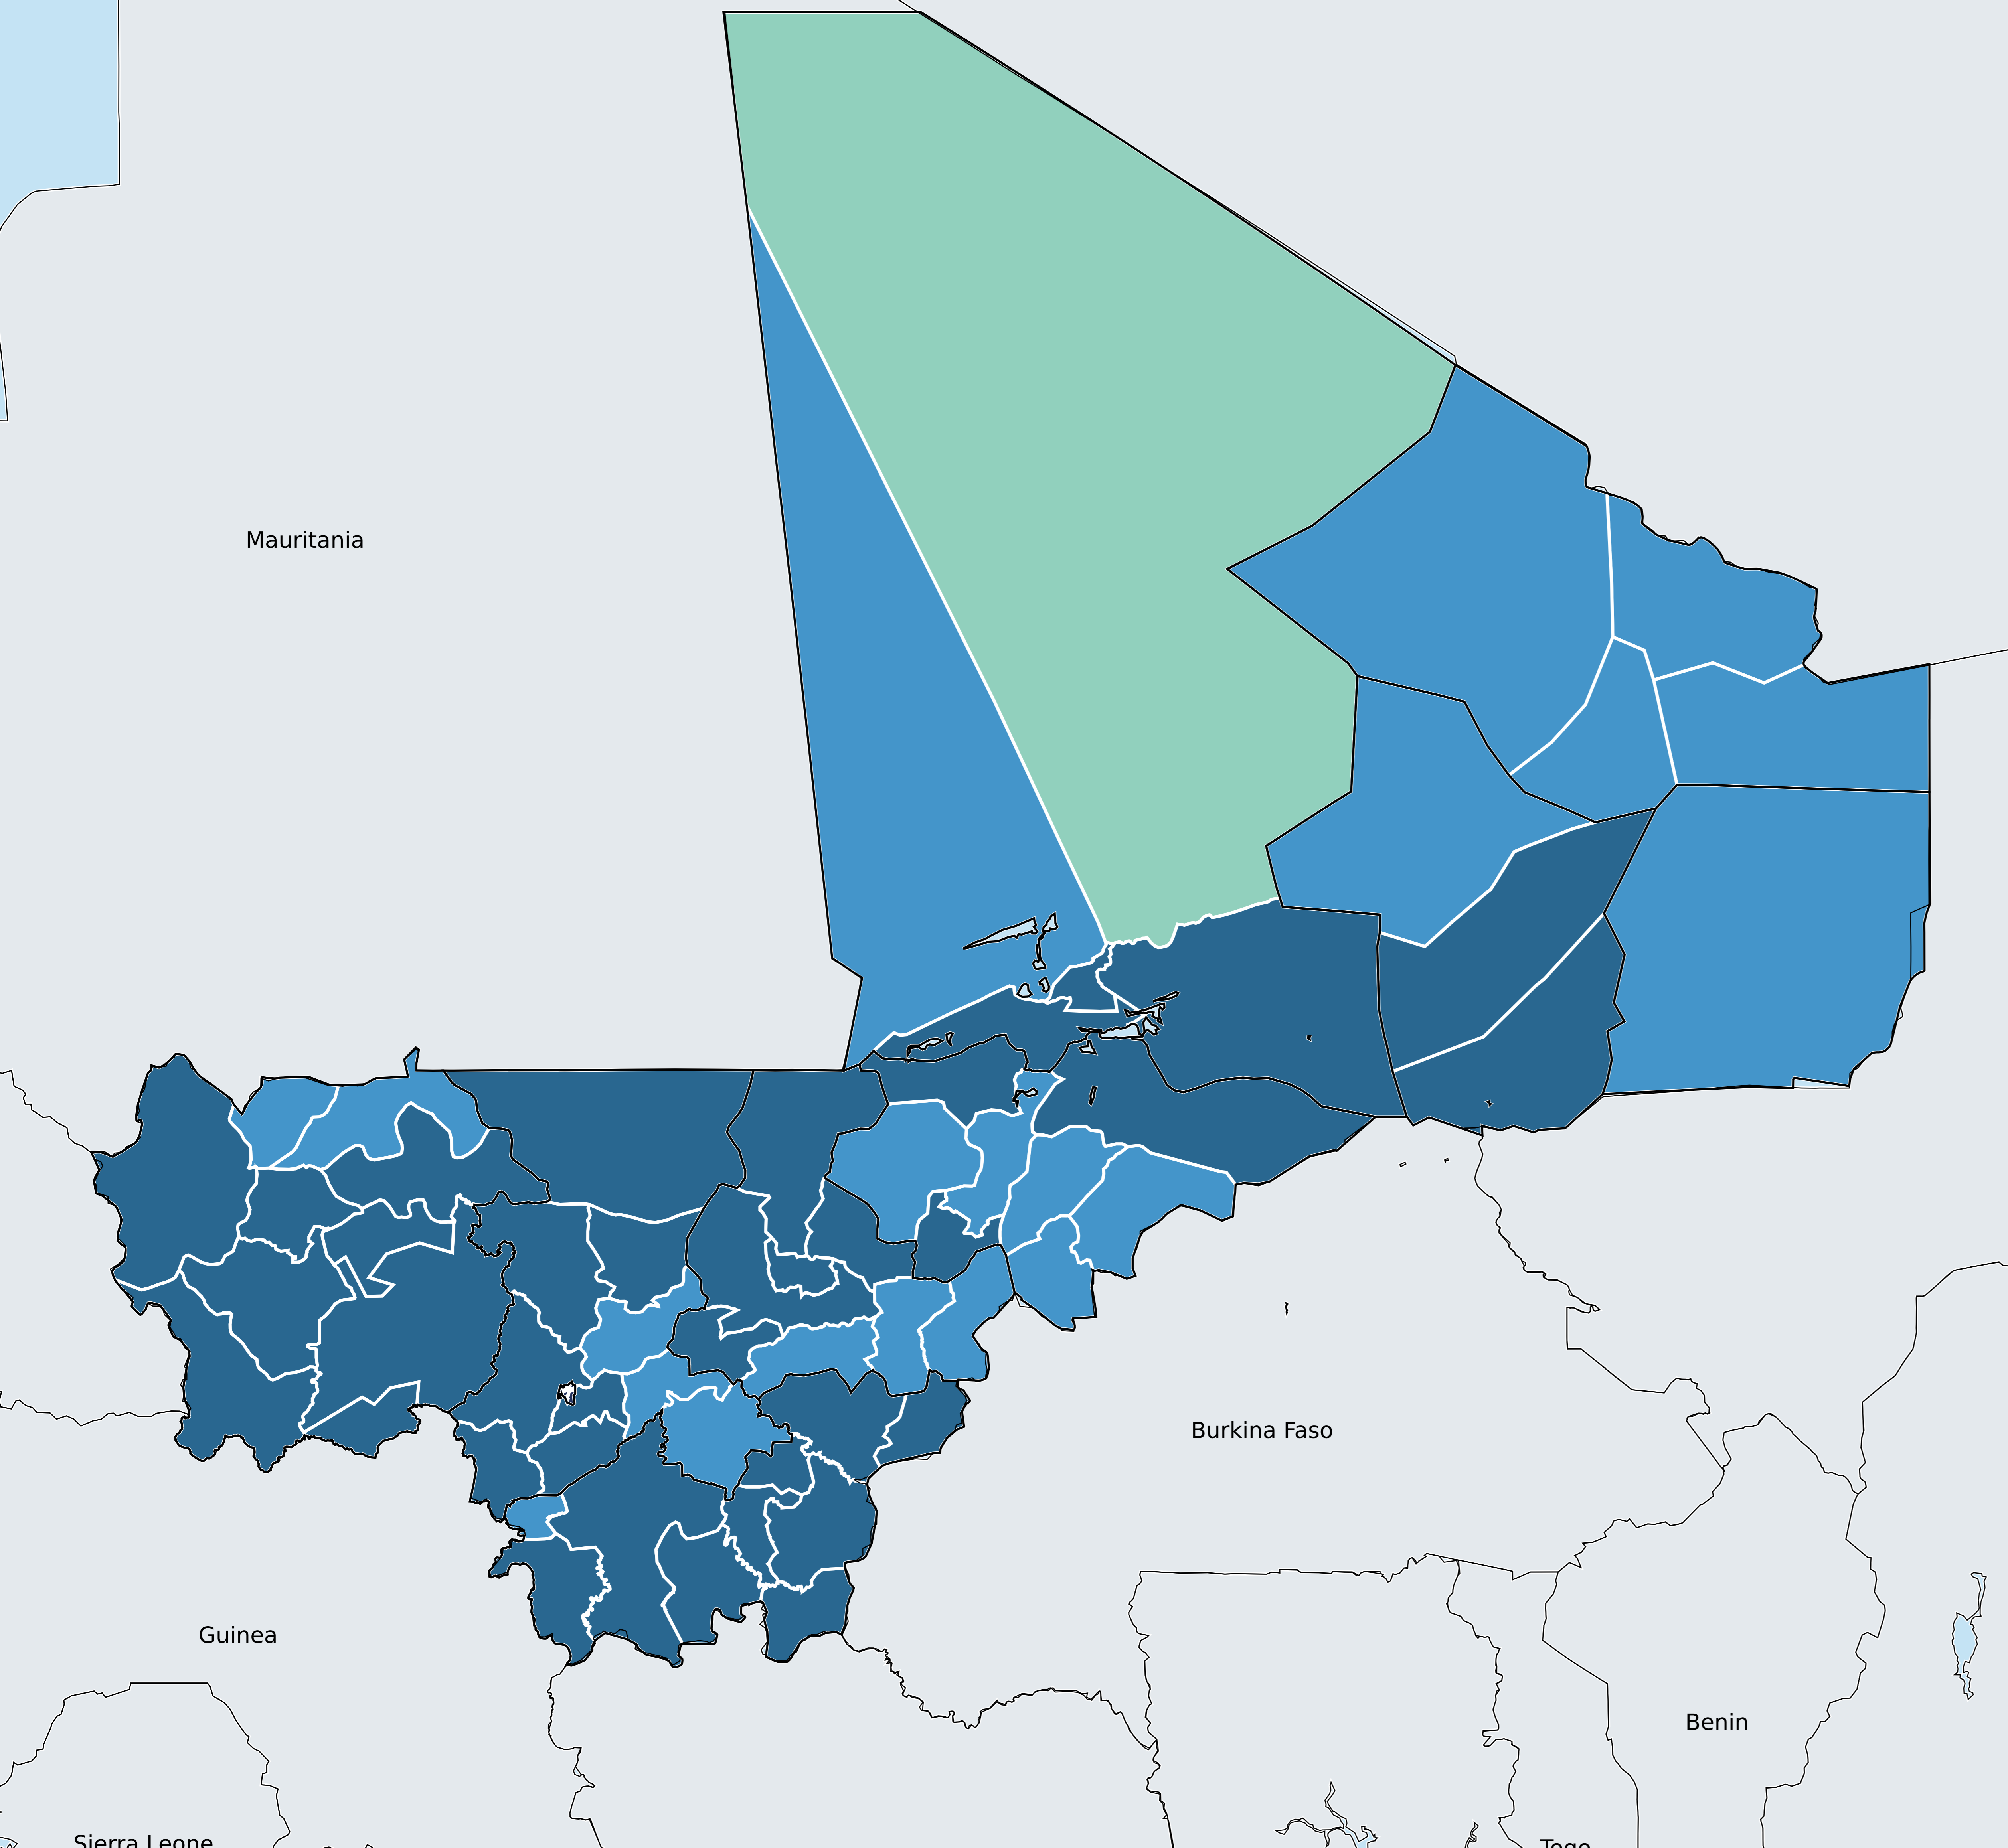 Mauritania
Burkina Faso
Guinea
Benin
Sierra Leone
Togo